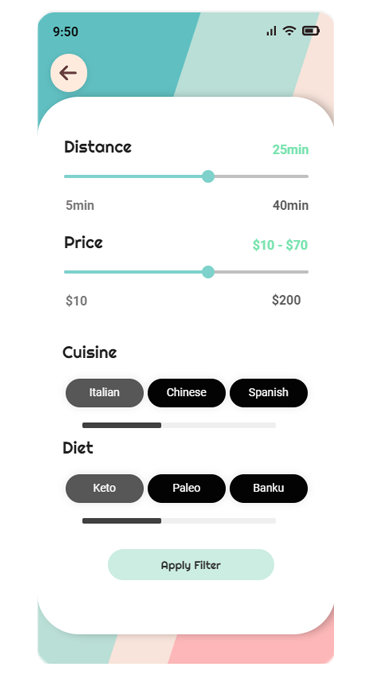 9:50
Distance 25min
5min 40min
Price $10 - $70
$10 $200
Cuisine
Italian Chinese Spanish
Diet
Keto Paleo Banku
Apply Filter